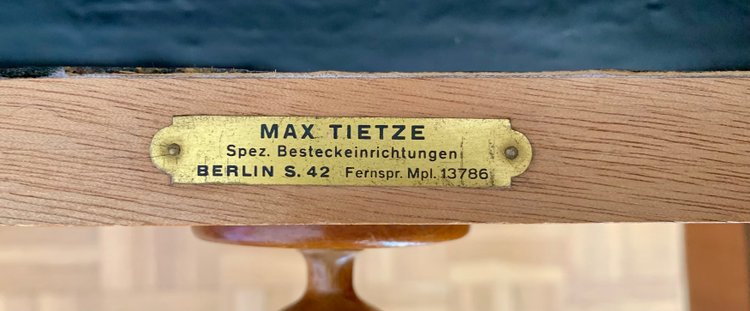 MAX TIETZE
Spez. Besteckeinrichtungen
BERLIN S. 42 Fernspr. Mpl. 13786